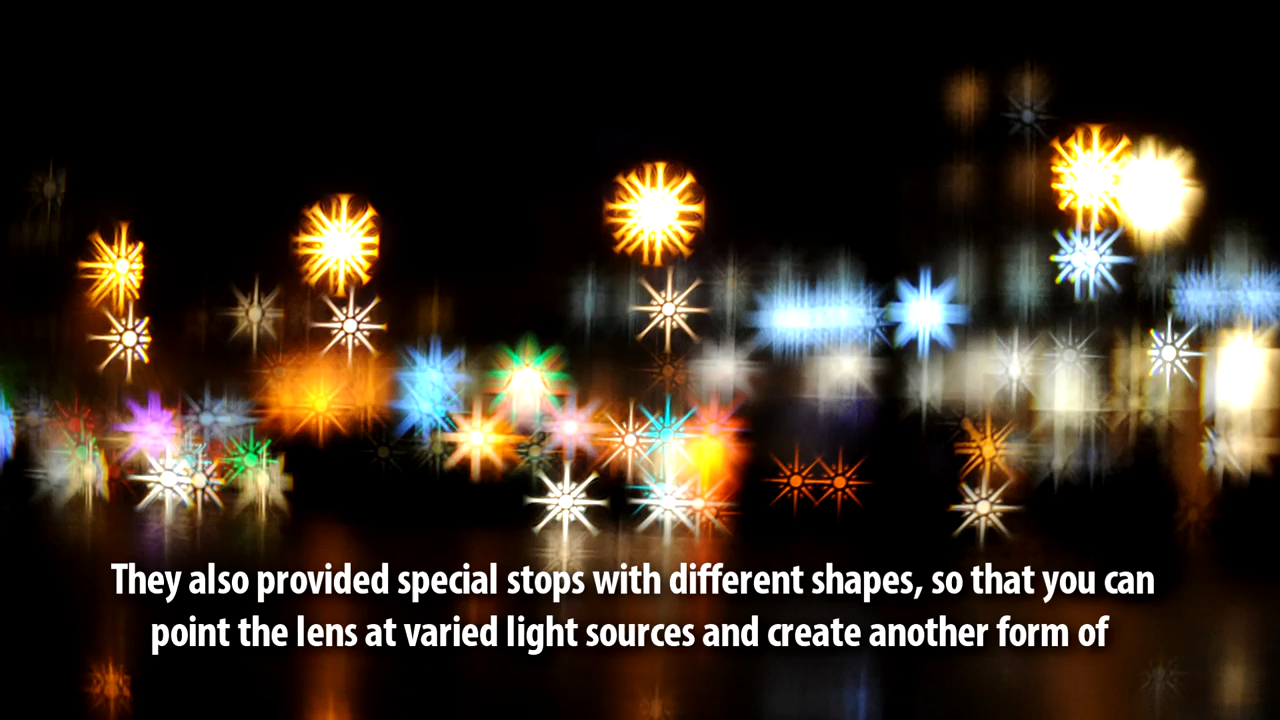 They also provided special stops with different shapes, so that you can
point the lens at varied light sources and create another form of